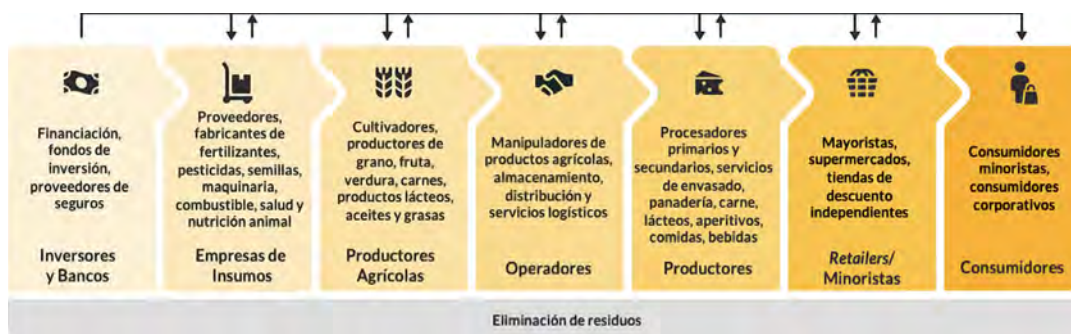 Financiación,
fondos de
inversión,
proveedores de
seguros
Inversores
y Bancos
Proveedores,
fabricantes de
fertilizantes,
pesticidas, semillas,
maquinaria,
combustible, salud y
nutrición animal
Empresas de
Insumos
Cultivadores,
productores de
grano, fruta,
verdura, carnes,
productos lácteos,
aceites y grasas
Productores
Agrícolas
Manipuladores de
productos agrícolas,
almacenamiento,
distribución y
servicios logísticos
Operadores
Procesadores
primarios y
secundarios, servicios
de envasado,
panadería, carne,
lácteos, aperitivos,
comidas, bebidas
Productores
Mayoristas,
supermercados,
tiendas de
descuento
independientes
Retailers/
Minoristas
Consumidores
minoristas,
consumidores
corporativos
Consumidores
Eliminación de residuos